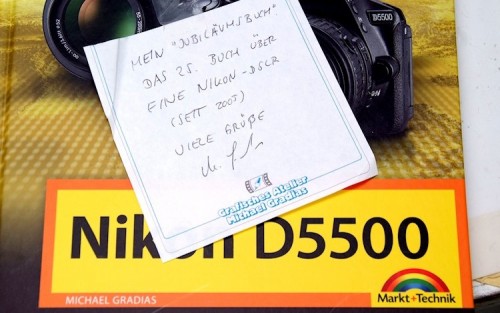 D5500
MEIN "JUBILÄUMSBUCH"
DAS 25. BUCH ÜBER
EINE NIKON-DSLR
(SEIT 2001)
VIELE GRÜßE
Grafisches Atelier
Michael Gradias
Nikon D5500
MICHAEL GRADIAS
Markt+Technik